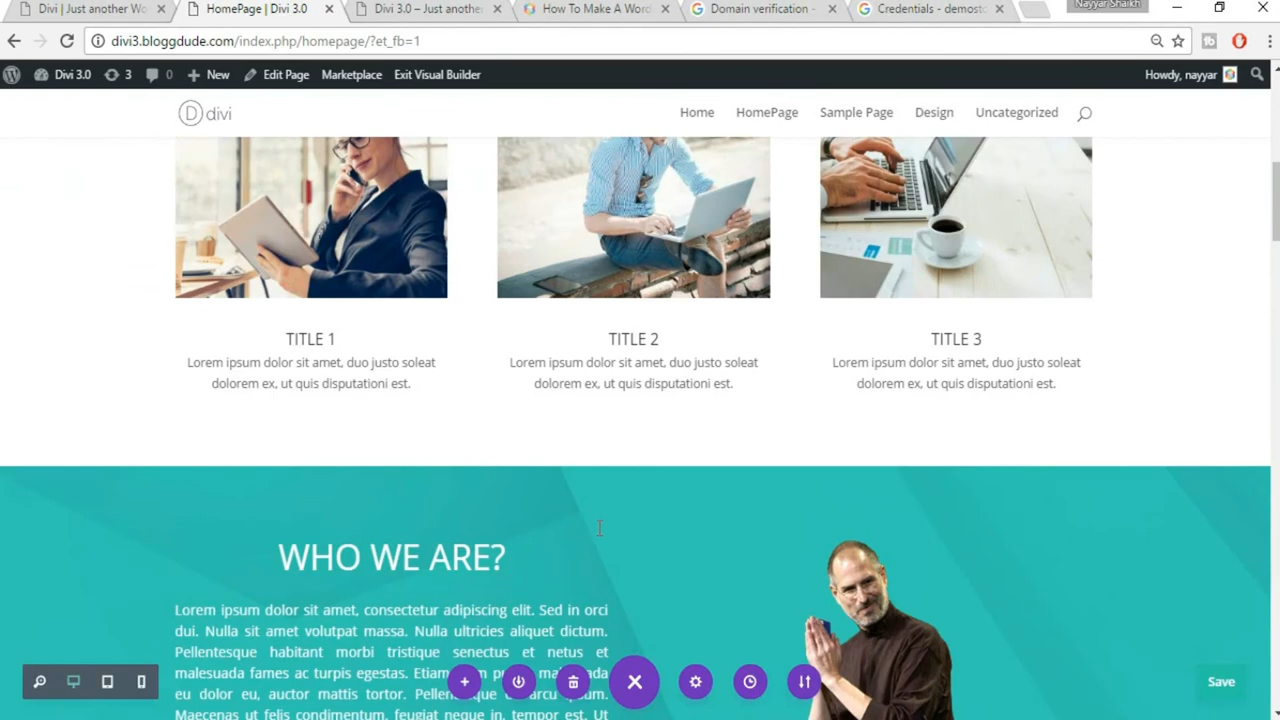 Divi | Just another Wo
HomePage | Divi 3.0
Divi 3.0 – Just anothe
How To Make A Word
Domain verification -
Credentials - demosto
Nayyar Shaikh
divi3.bloggdude.com/index.php/homepage/?et_fb=1
Divi 3.0
3
0
New
Edit Page
Marketplace
Exit Visual Builder
Howdy, nayyar
D divi
Home
HomePage
Sample Page
Design
Uncategorized
TITLE 1
Lorem ipsum dolor sit amet, duo justo soleat
dolorem ex, ut quis disputationi est.
TITLE 2
Lorem ipsum dolor sit amet, duo justo soleat
dolorem ex, ut quis disputationi est.
TITLE 3
Lorem ipsum dolor sit amet, duo justo soleat
dolorem ex, ut quis disputationi est.
WHO WE ARE?
Lorem ipsum dolor sit amet, consectetur adipiscing elit. Sed in orci
dui. Nulla sit amet volutpat massa. Nulla ultricies aliquet dictum.
Pellentesque habitant morbi tristique senectus et netus et
malesuada fames ac turpis egestas. Etiam
eu dolor eu, auctor mattis tortor.
Maecenas ut felis condimentum, feugiat neque in, tempor est. Ut
Save